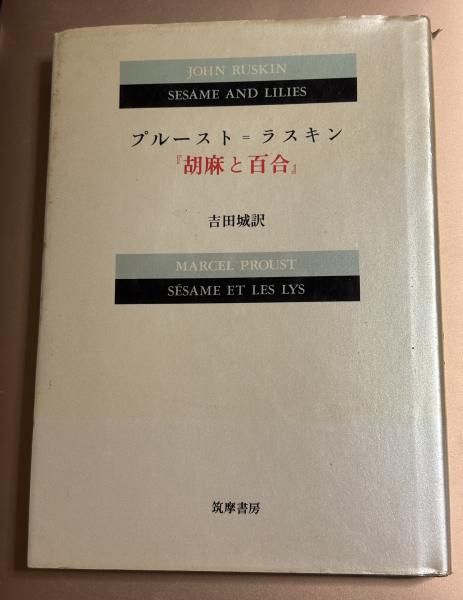 JOHN RUSKIN
SESAME AND LILIES
プルースト=ラスキン
『胡麻と百合』
吉田城訳
MARCEL PROUST
SÉSAME ET LES LYS
筑摩書房